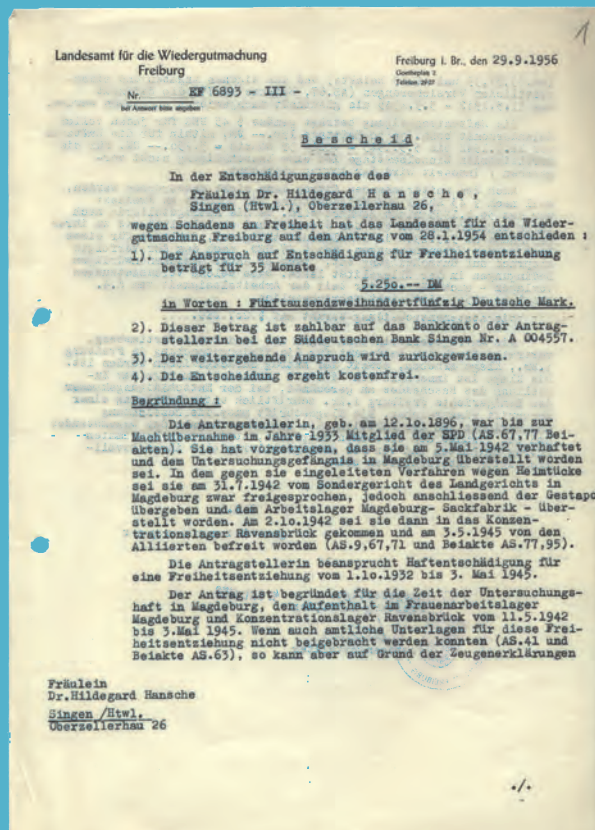 1
Landesamt für die Wiedergutmachung
Freiburg
Freiburg i. Br., den 29.9.1956
Goetheplatz 2
Telefon
Nr. EF 6893 - III -
bei Antwort bitte angeben
B e s c h e i d
In der Entschädigungssache des
Fräulein Dr. Hildegard H a n s c h e ,
Singen (Htwl.), Oberzellerhau 26,
wegen Schadens an Freiheit hat das Landesamt für die Wieder-
gutmachung Freiburg auf den Antrag vom 28.1.1954 entschieden :
1). Der Anspruch auf Entschädigung für Freiheitsentziehung
beträgt für 35 Monate
5.250.-- DM
in Worten : Fünftausendzweihundertfünfzig Deutsche Mark.
2). Dieser Betrag ist zahlbar auf das Bankkonto der Antrag-
stellerin bei der Süddeutschen Bank Singen Nr. A 004557.
3). Der weitergehende Anspruch wird zurückgewiesen.
4). Die Entscheidung ergeht kostenfrei.
Begründung :
Die Antragstellerin, geb. am 12.1o.1896, war bis zur
Machtübernahme im Jahre 1933 Mitglied der SPD (AS.67,77 Bei-
akten). Sie hat vorgetragen, dass sie am 5.Mai 1942 verhaftet
und dem Untersuchungsgefängnis in Magdeburg überstellt worden
sei. In dem gegen sie eingeleiteten Verfahren wegen Heimtücke
sei sie am 31.7.1942 vom Sondergericht des Landgerichts in
Magdeburg zwar freigesprochen, jedoch anschliessend der Gestapo
übergeben und dem Arbeitslager Magdeburg- Sackfabrik - über-
stellt worden. Am 2.1o.1942 sei sie dann in das Konzen-
trationslager Ravensbrück gekommen und am 3.5.1945 von den
Alliierten befreit worden (AS.9,67,71 und Beiakte AS.77,95).
Die Antragstellerin beansprucht Haftentschädigung für
eine Freiheitsentziehung vom 1.1o.1932 bis 3. Mai 1945.
Der Antrag ist begründet für die Zeit der Untersuchungs-
haft in Magdeburg, den Aufenthalt im Frauenarbeitslager
Magdeburg und Konzentrationslager Ravensbrück vom 11.5.1942
bis 3.Mai 1945. Wenn auch amtliche Unterlagen für diese Frei-
heitsentziehung nicht beigebracht werden konnten (AS.41 und
Beiakte AS.63), so kann aber auf Grund der Zeugenerklärungen
Fräulein
Dr.Hildegard Hansche
Singen /Htwl.
Oberzellerhau 26
./.